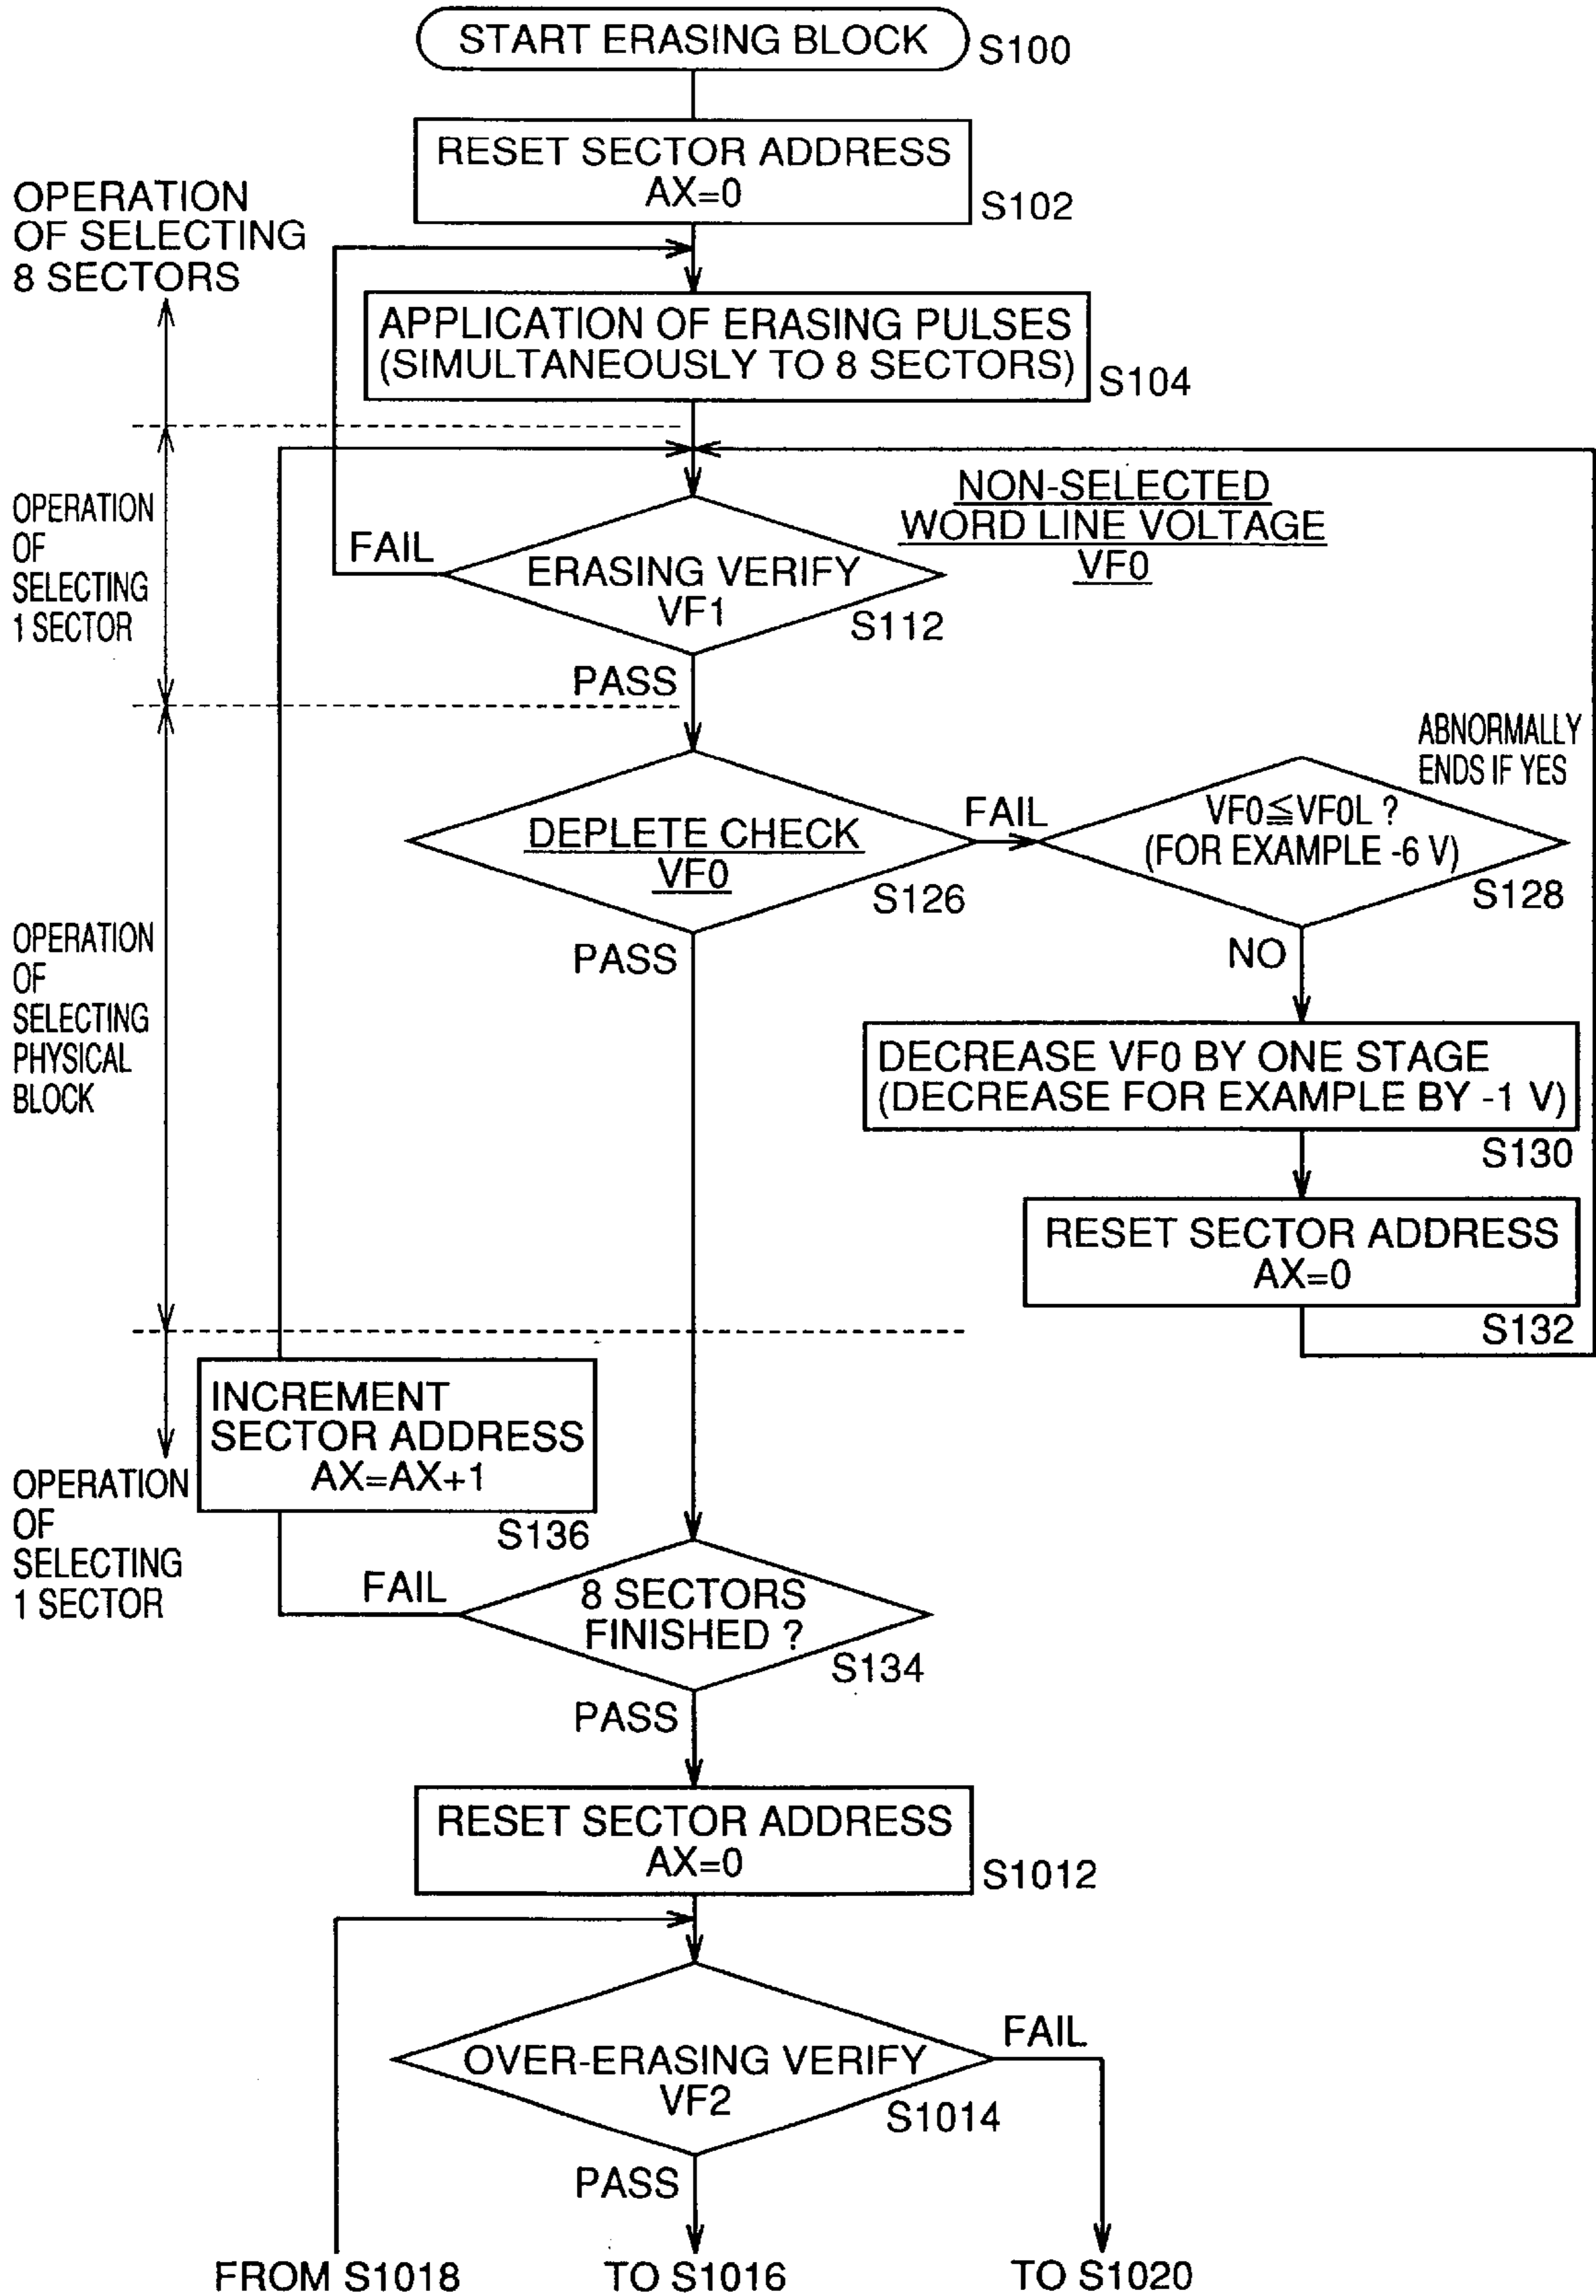 START ERASING BLOCK
S100
RESET SECTOR ADDRESS
AX=0
S102
OPERATION
OF SELECTING
8 SECTORS
APPLICATION OF ERASING PULSES
(SIMULTANEOUSLY TO 8 SECTORS)
S104
OPERATION
OF
SELECTING
1 SECTOR
NON-SELECTED
WORD LINE VOLTAGE
VF0
FAIL
ERASING VERIFY
VF1
S112
PASS
ABNORMALLY
ENDS IF YES
DEPLETE CHECK
VF0
S126
FAIL
VF0≦VF0L ?
(FOR EXAMPLE -6 V)
S128
PASS
NO
OPERATION
OF
SELECTING
PHYSICAL
BLOCK
DECREASE VF0 BY ONE STAGE
(DECREASE FOR EXAMPLE BY -1 V)
S130
RESET SECTOR ADDRESS
AX=0
S132
INCREMENT
SECTOR ADDRESS
AX=AX+1
S136
OPERATION
OF
SELECTING
1 SECTOR
FAIL
8 SECTORS
FINISHED ?
S134
PASS
RESET SECTOR ADDRESS
AX=0
S1012
OVER-ERASING VERIFY
VF2
S1014
FAIL
PASS
FROM S1018
TO S1016
TO S1020